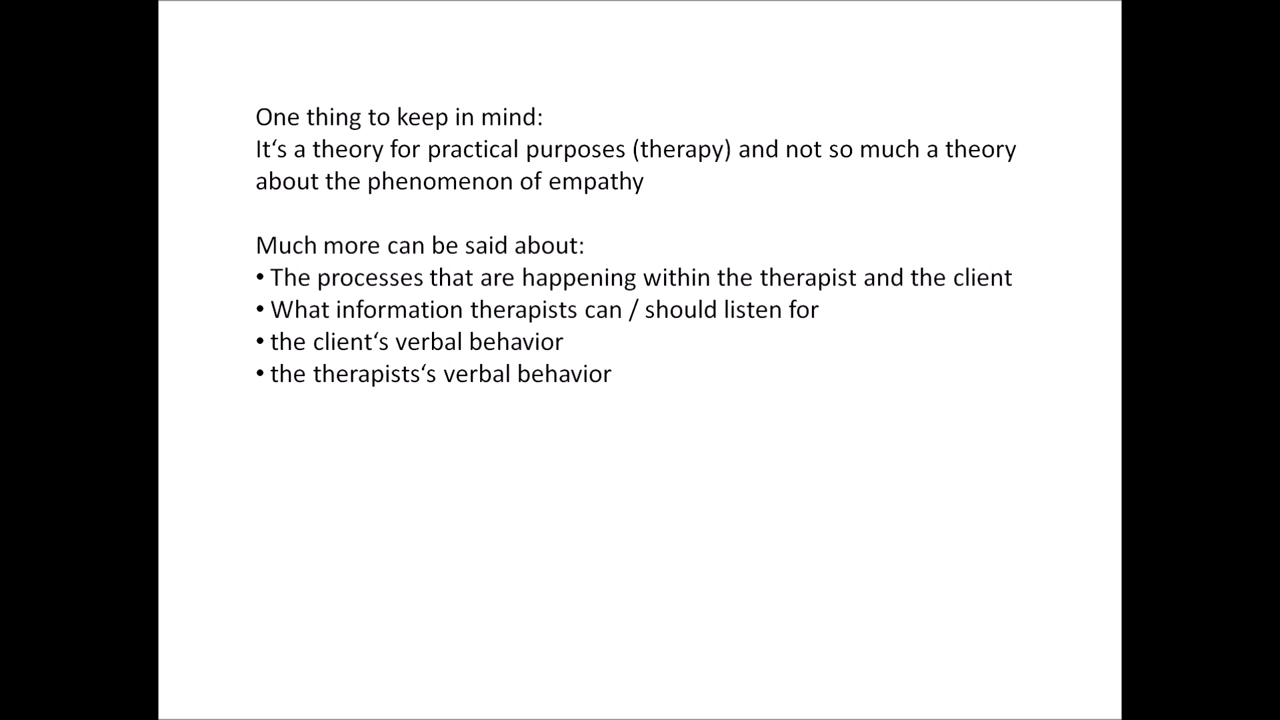 One thing to keep in mind:
It‘s a theory for practical purposes (therapy) and not so much a theory
about the phenomenon of empathy
Much more can be said about:
• The processes that are happening within the therapist and the client
• What information therapists can / should listen for
• the client‘s verbal behavior
• the therapists‘s verbal behavior